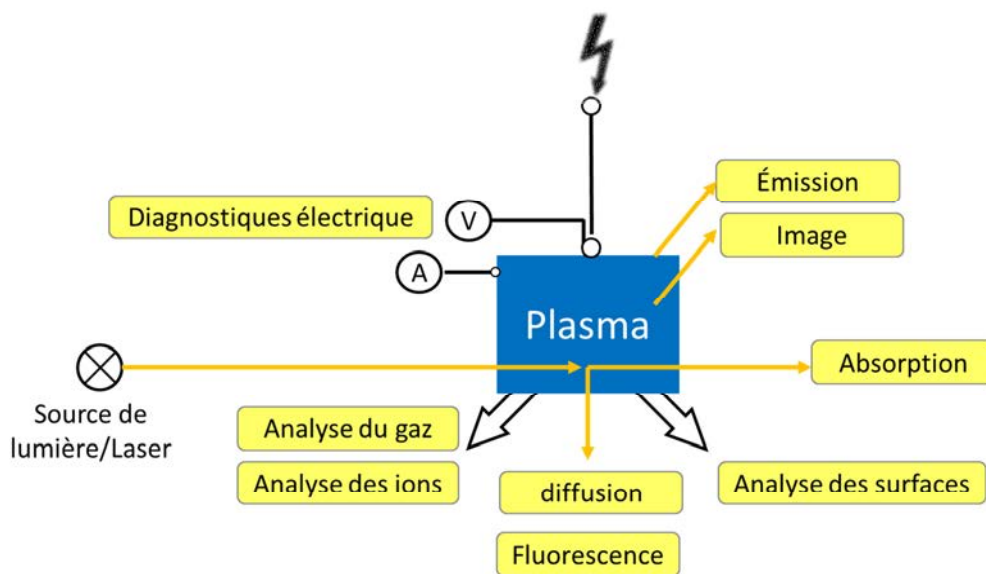 Émission
Diagnostiques électrique
V
Image
A
Plasma
Absorption
Source de
lumière/Laser
Analyse du gaz
Analyse des ions
diffusion
Analyse des surfaces
Fluorescence